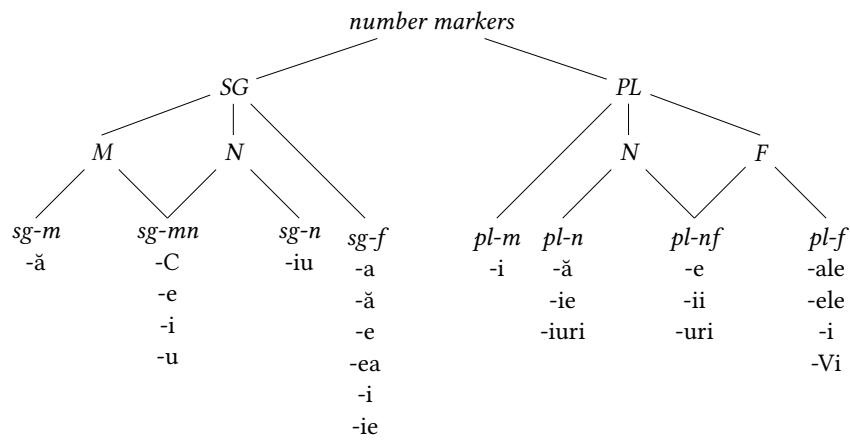 number markers
SG PL
M N N F
sg-m sg-mn sg-n sg-f pl-m pl-n pl-nf pl-f
-ă -C -iu -a -i -ă -e -ale
-e -ă -ie -ii -ele
-i -e -iuri -uri -i
-u -ea -Vi
-i
-ie